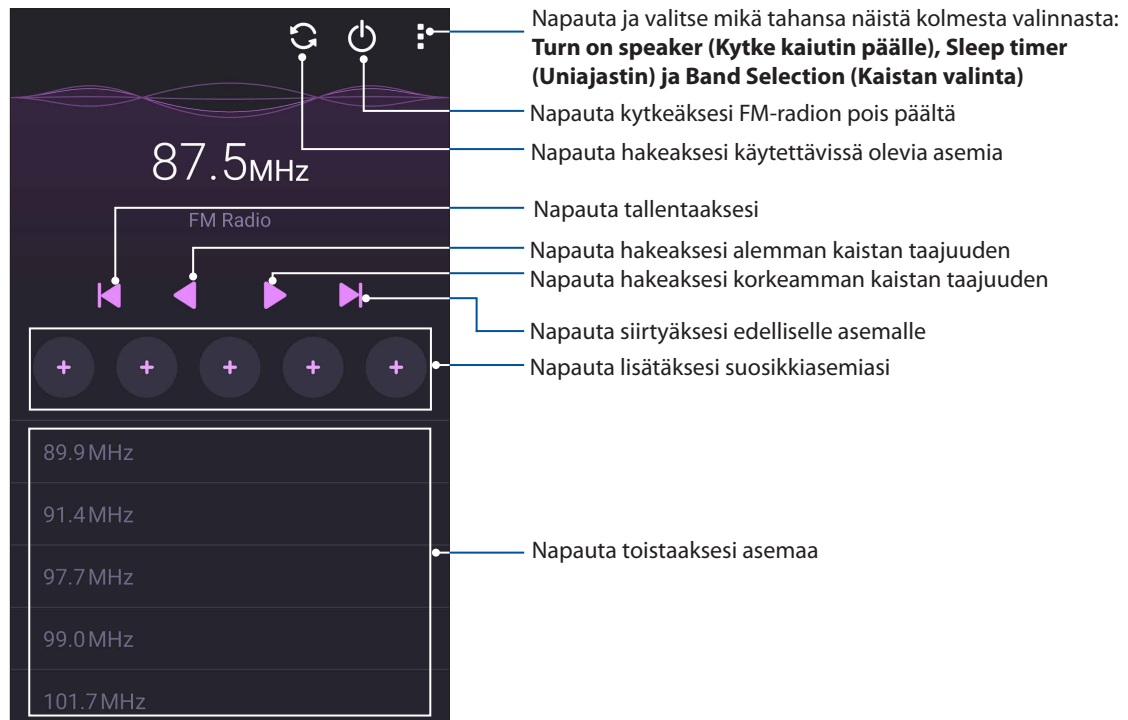 Napauta ja valitse mikä tahansa näistä kolmesta valinnasta:
Turn on speaker (Kytke kaiutin päälle), Sleep timer
(Uniajastin) ja Band Selection (Kaistan valinta)
Napauta kytkeäksesi FM-radion pois päältä
Napauta hakeaksesi käytettävissä olevia asemia
87.5MHz
FM Radio
Napauta tallentaaksesi
Napauta hakeaksesi alemman kaistan taajuuden
Napauta hakeaksesi korkeamman kaistan taajuuden
Napauta siirtyäksesi edelliselle asemalle
Napauta lisätäksesi suosikkiasemiasi
+ + + + +
89.9MHz
91.4MHz
97.7MHz
Napauta toistaaksesi asemaa
99.0MHz
101.7MHz